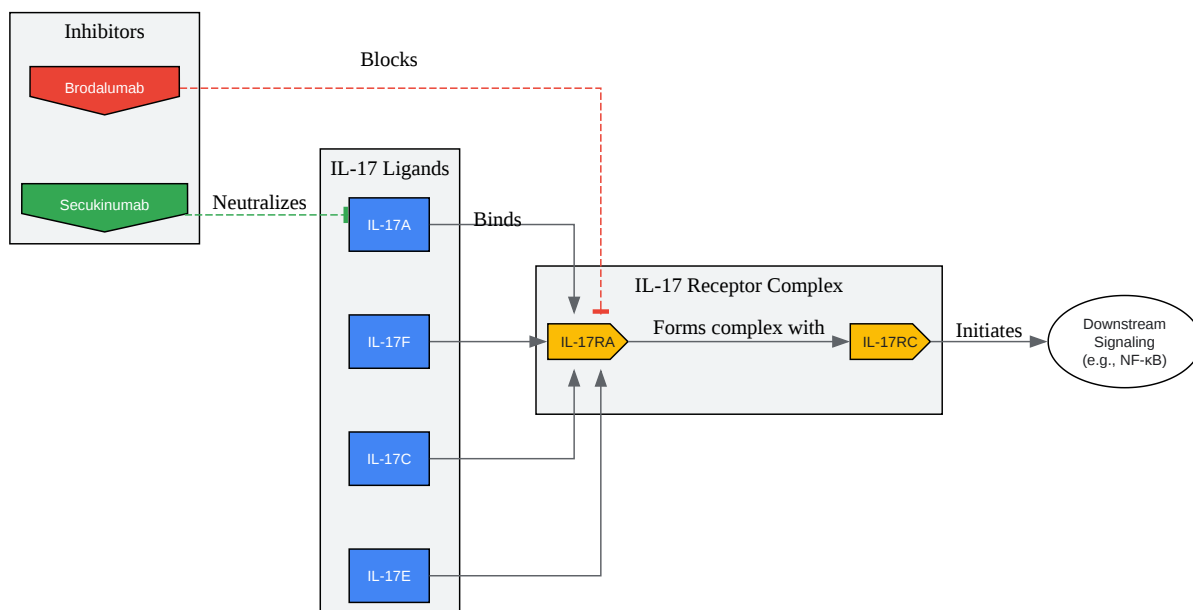 Inhibitors
Blocks
Brodalumab
IL-17 Ligands
Secukinumab
Neutralizes
IL-17A
Binds
IL-17 Receptor Complex
IL-17F
IL-17RA
Forms complex with
IL-17RC
Initiates
Downstream
Signaling
(e.g., NF-κB)
IL-17C
IL-17E